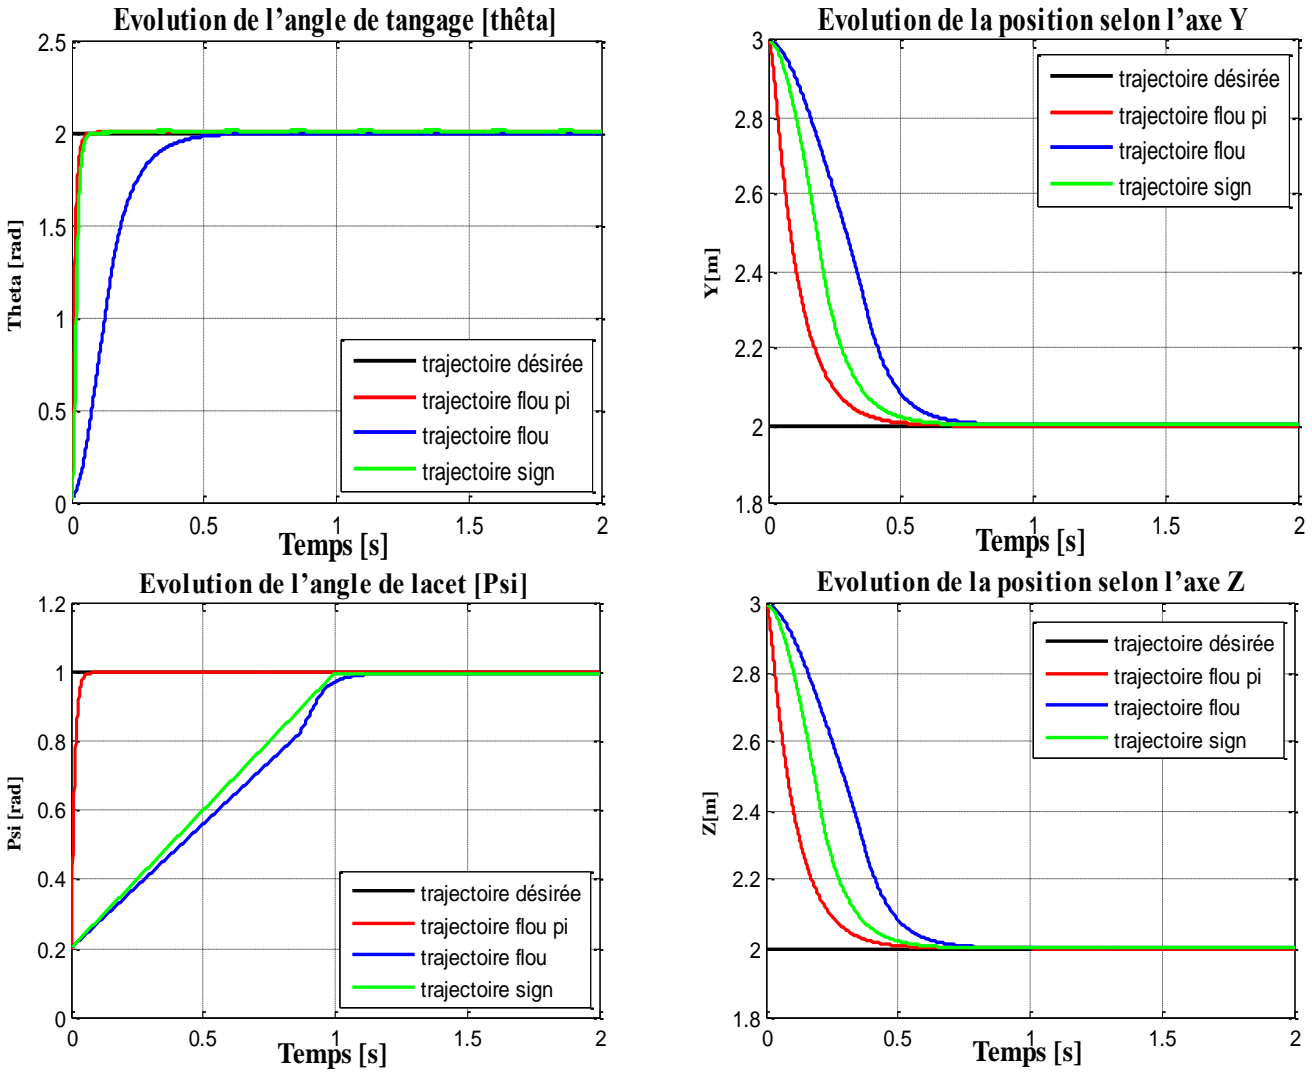 Evolution de l'angle de tangage [thêta]
2.5
2
1.5
1
0.5
0
Theta [rad]
trajectoire désirée
trajectoire flou pi
trajectoire flou
trajectoire sign
0 0.5 1 1.5 2
Temps [s]
Evolution de la position selon l'axe Y
3
2.8
2.6
2.4
2.2
2
1.8
Y[m]
trajectoire désirée
trajectoire flou pi
trajectoire flou
trajectoire sign
0 0.5 1 1.5 2
Temps [s]
Evolution de l'angle de lacet [Psi]
1.2
1
0.8
0.6
0.4
0.2
0
Psi [rad]
trajectoire désirée
trajectoire flou pi
trajectoire flou
trajectoire sign
0 0.5 1 1.5 2
Temps [s]
Evolution de la position selon l'axe Z
3
2.8
2.6
2.4
2.2
2
1.8
Z[m]
trajectoire désirée
trajectoire flou pi
trajectoire flou
trajectoire sign
0 0.5 1 1.5 2
Temps [s]